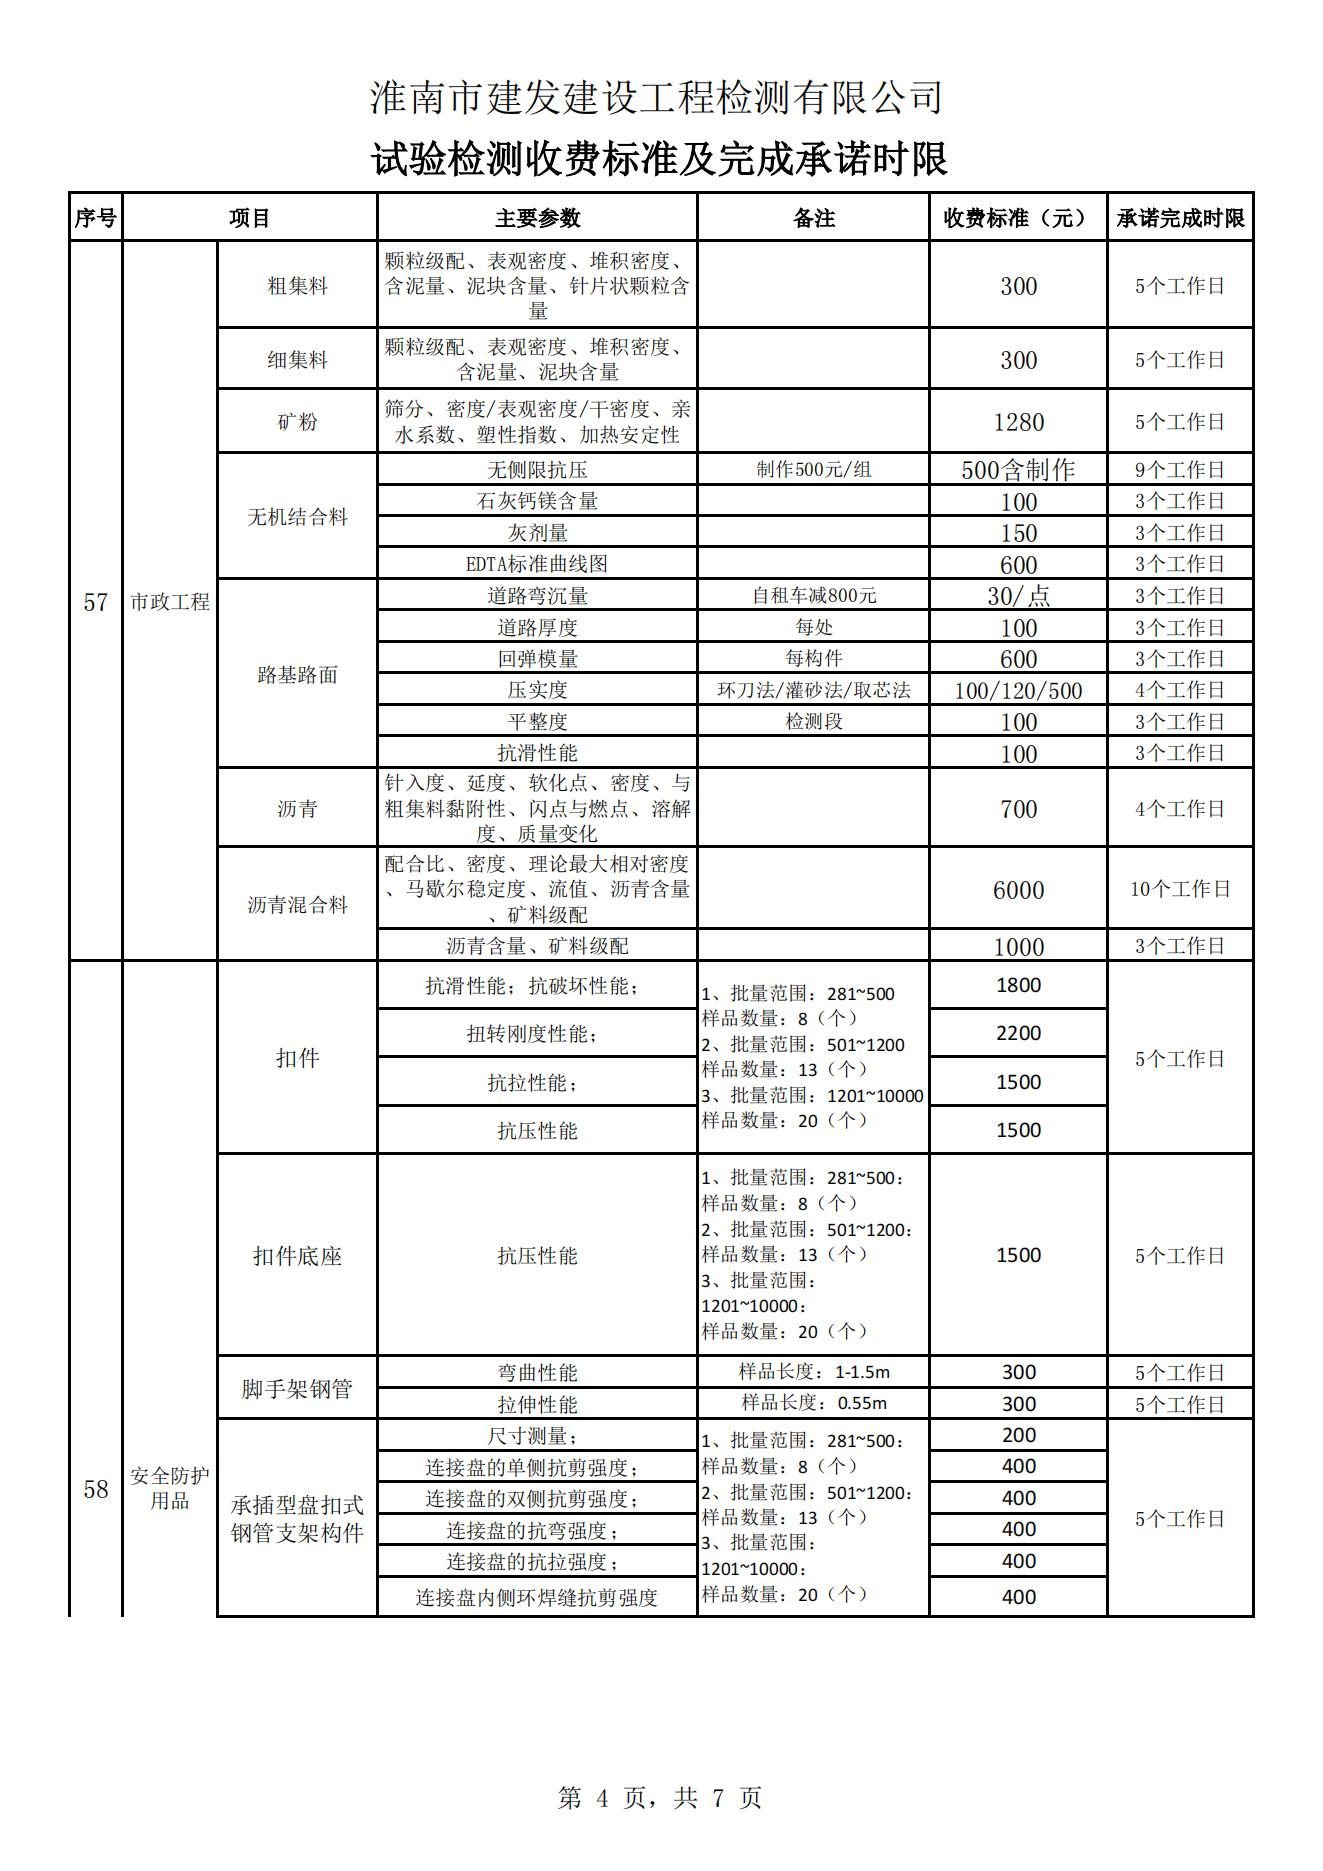 淮南市建发建设工程检测有限公司
试验检测收费标准及完成承诺时限
序号 项目 主要参数 备注 收费标准（元） 承诺完成时限
57 市政工程
粗集料
颗粒级配、表观密度、堆积密度、
含泥量、泥块含量、针片状颗粒含
量
300 5个工作日
细集料
颗粒级配、表观密度、堆积密度、
含泥量、泥块含量
300 5个工作日
矿粉
筛分、密度/表观密度/干密度、亲
水系数、塑性指数、加热安定性
1280 5个工作日
无机结合料
无侧限抗压 制作500元/组 500含制作 9个工作日
石灰钙镁含量 100 3个工作日
灰剂量 150 3个工作日
EDTA标准曲线图 600 3个工作日
路基路面
道路弯沉量 自租车减800元 30/点 3个工作日
道路厚度 每处 100 3个工作日
回弹模量 每构件 600 3个工作日
压实度 环刀法/灌砂法/取芯法 100/120/500 4个工作日
平整度 检测段 100 3个工作日
抗滑性能 100 3个工作日
沥青
针入度、延度、软化点、密度、与
粗集料黏附性、闪点与燃点、溶解
度、质量变化
700 4个工作日
沥青混合料
配合比、密度、理论最大相对密度
、马歇尔稳定度、流值、沥青含量
、矿料级配
6000 10个工作日
沥青含量、矿料级配 1000 3个工作日
58 安全防护
用品
扣件
抗滑性能；抗破坏性能； 1800
扭转刚度性能； 2200
抗拉性能； 1500
抗压性能 1500
1、批量范围：281~500
样品数量：8（个）
2、批量范围：501~1200
样品数量：13（个）
3、批量范围：1201~10000
样品数量：20（个）
5个工作日
扣件底座
抗压性能
1、批量范围：281~500：
样品数量：8（个）
2、批量范围：501~1200：
样品数量：13（个）
3、批量范围：
1201~10000：
样品数量：20（个）
1500 5个工作日
脚手架钢管
弯曲性能 样品长度：1-1.5m 300 5个工作日
拉伸性能 样品长度：0.55m 300 5个工作日
承插型盘扣式
钢管支架构件
尺寸测量； 200
连接盘的单侧抗剪强度； 400
连接盘的双侧抗剪强度； 400
连接盘的抗弯强度； 400
连接盘的抗拉强度； 400
连接盘内侧环焊缝抗剪强度 400
1、批量范围：281~500：
样品数量：8（个）
2、批量范围：501~1200：
样品数量：13（个）
3、批量范围：
1201~10000：
样品数量：20（个）
5个工作日
第 4 页，共 7 页